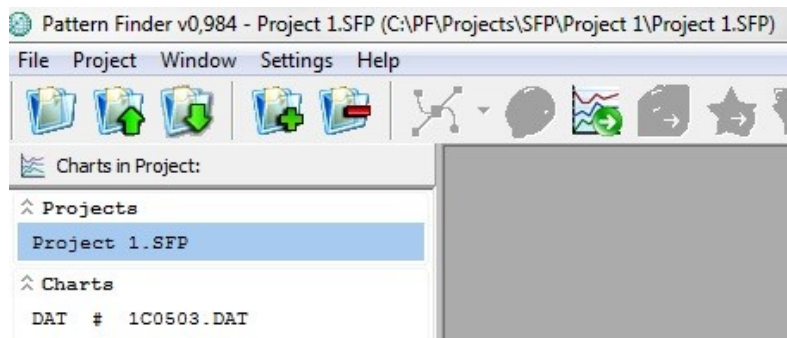 Pattern Finder v0,984 - Project 1.SFP (C:\PF\Projects\SFP\Project 1\Project 1.SFP)
File Project Window Settings Help
Charts in Project:
Projects
Project 1.SFP
Charts
DAT # 1C0503.DAT